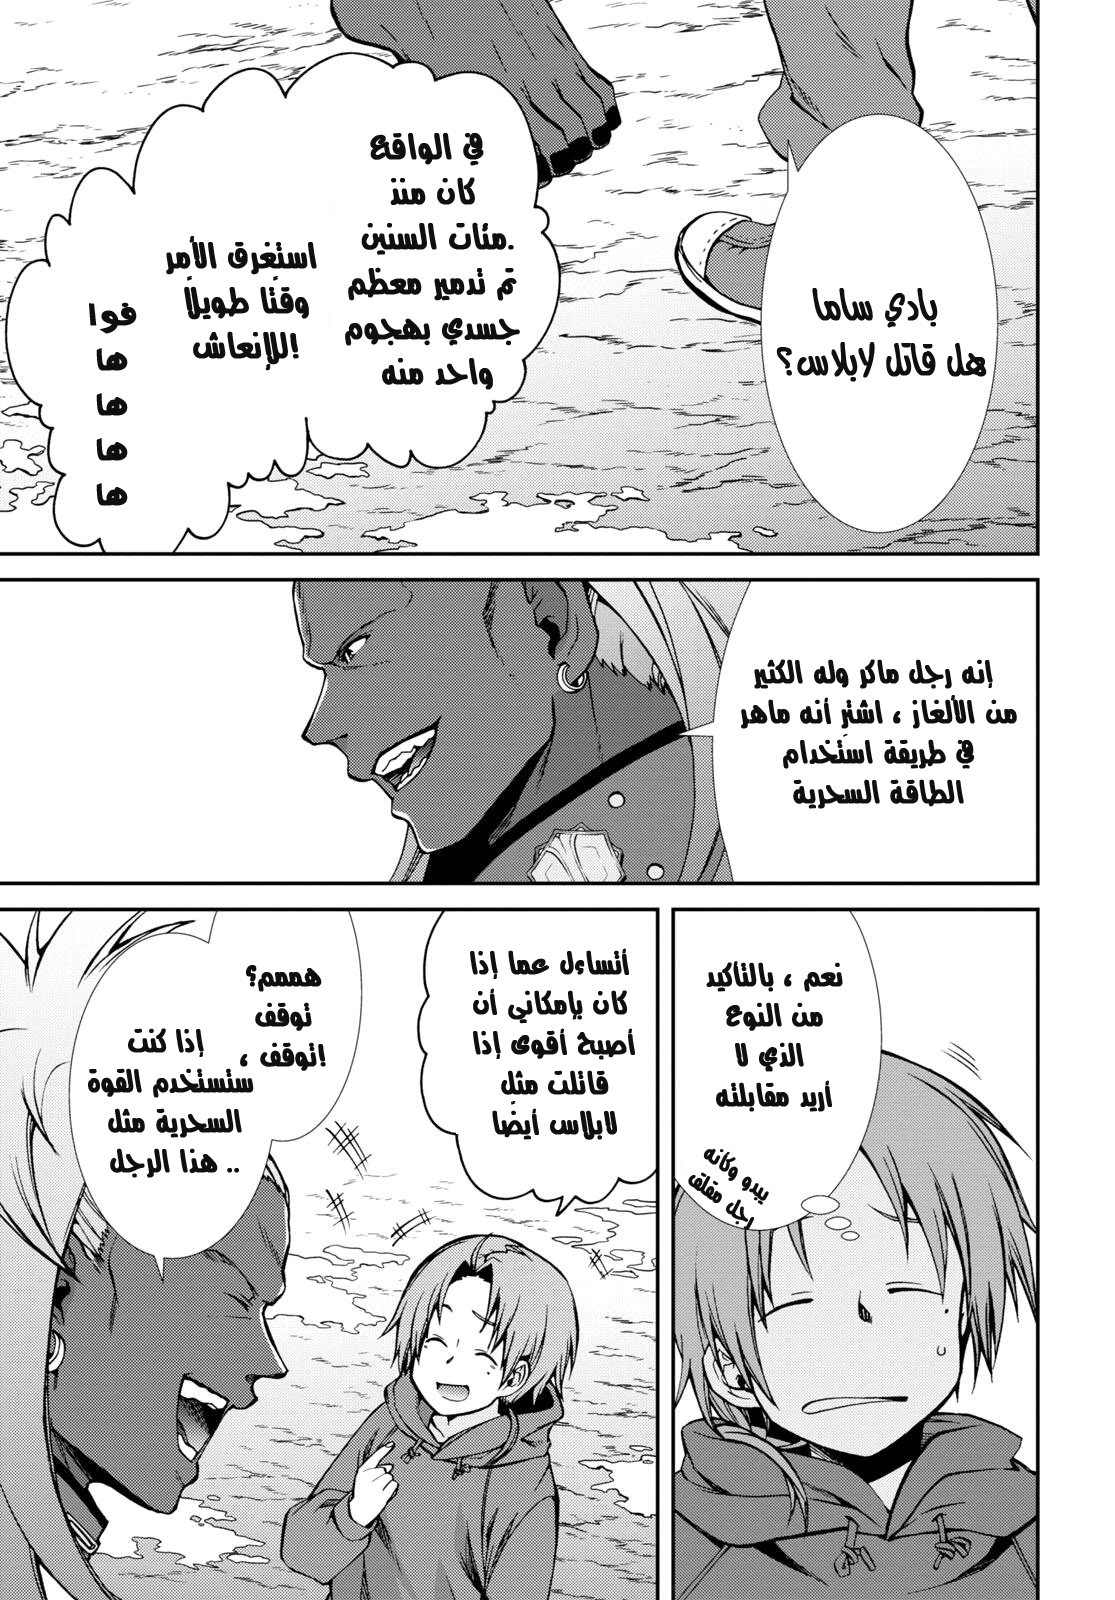 بادي ساما
هل قاتل لابلاس؟
في الواقع
كان منذ
مئات السنين.
تم تدمير معظم
جسدي بهجوم
واحد منه
استغرق الأمر
وقتًا طويلاً
للإنعاش!
فوا
ها
ها
ها
ها
إنه رجل ماكر وله الكثير
من الألغاز ، اشترِ أنه ماهر
في طريقة استخدام
الطاقة السحرية
نعم ، بالتأكيد
من النوع
الذي لا
أريد مقابلته
يبدو وكانه
رجل مقلق
أتساءل عما إذا
كان بإمكاني أن
أصبح أقوى إذا
قاتلت مثل
لابلاس أيضًا
هممم؟
توقف
توقف!
إذا كنت ،
ستستخدم القوة
السحرية مثل
هذا الرجل ..